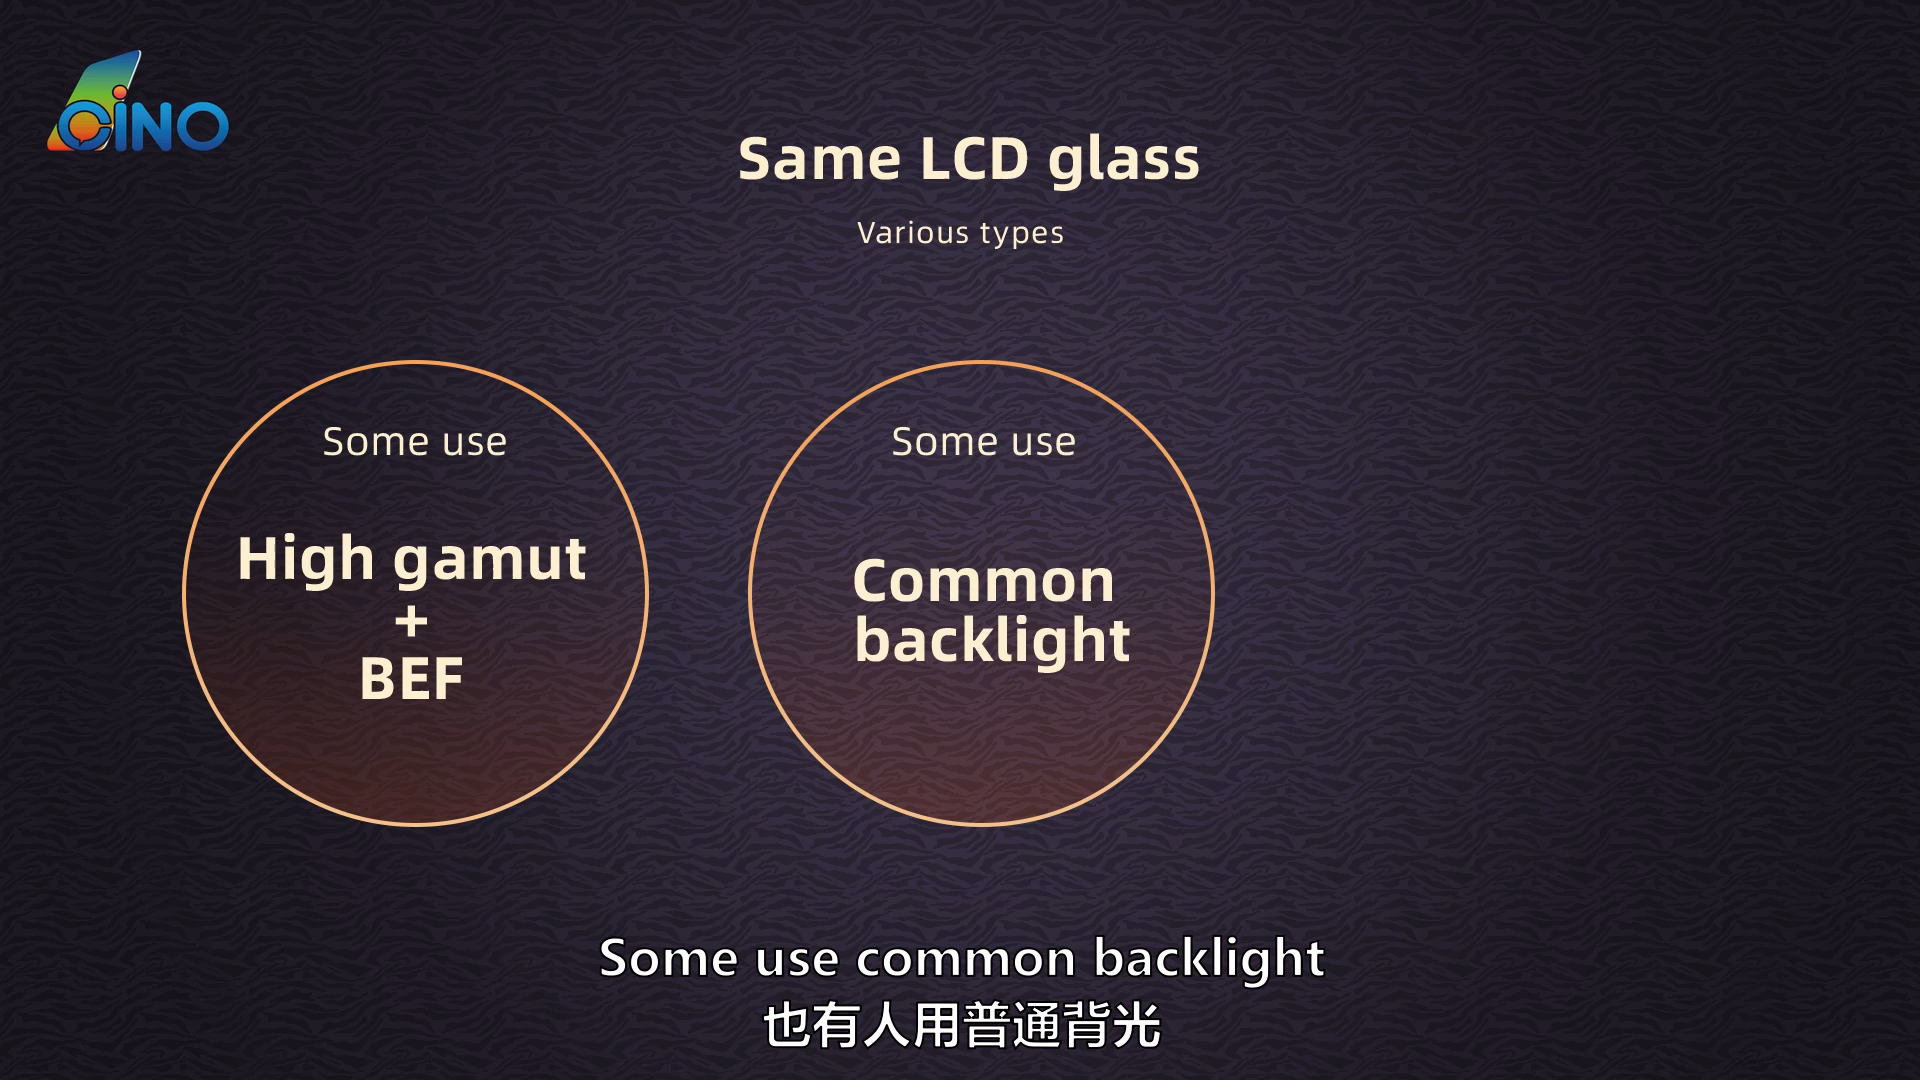 OINO
Same LCD glass
Various types
Some use
High gamut
+
BEF
Some use
Common
backlight
Some use common backlight
也有人用普通背光